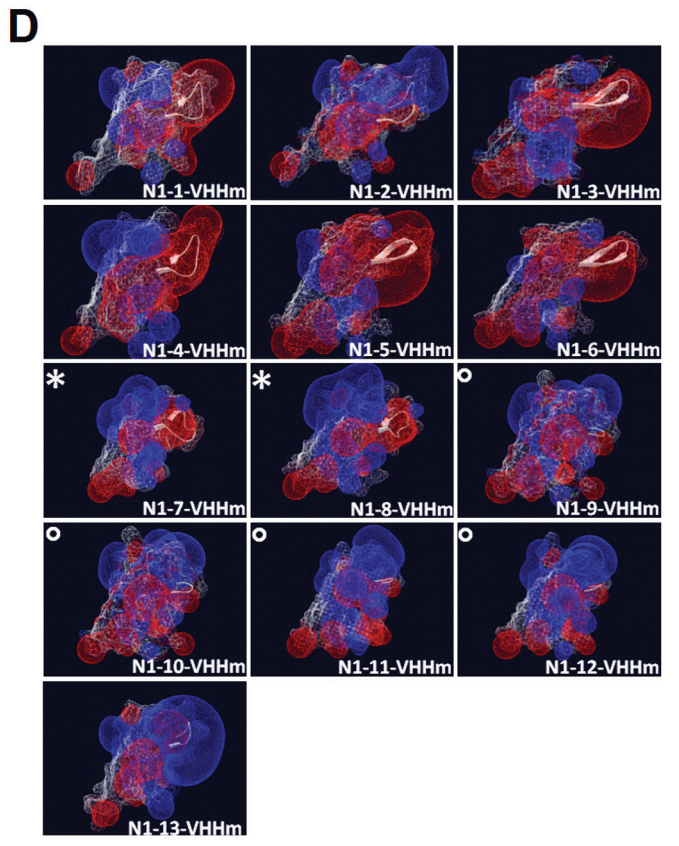 D
N1-1-VHHm
N1-2-VHHm
N1-3-VHHm
N1-4-VHHm
N1-5-VHHm
N1-6-VHHm
*
N1-7-VHHm
*
N1-8-VHHm
°
N1-9-VHHm
°
N1-10-VHHm
°
N1-11-VHHm
°
N1-12-VHHm
N1-13-VHHm